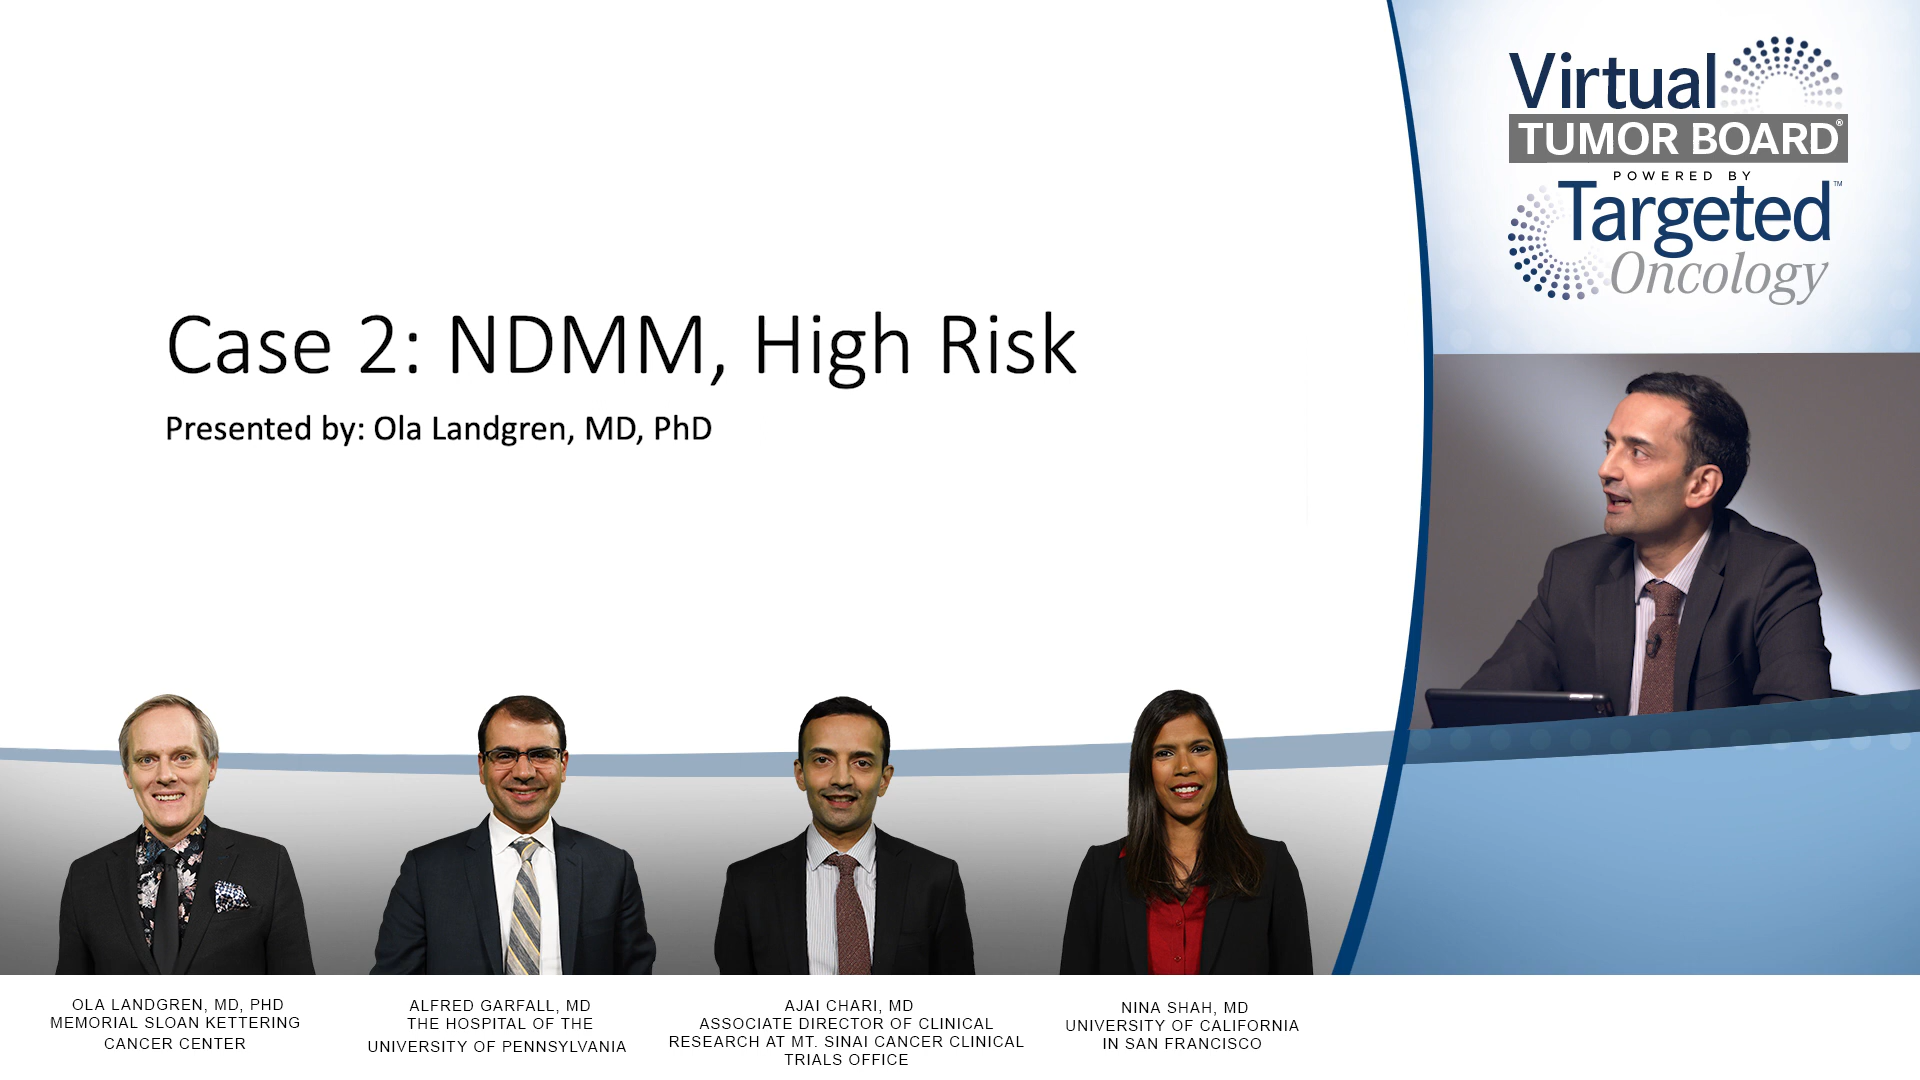 Case 2: NDMM, High Risk
Presented by: Ola Landgren, MD, PhD
Virtual
TUMOR BOARD®
POWERED BY
Targeted™
Oncology
OLA LANDGREN, MD, PHD
MEMORIAL SLOAN KETTERING
CANCER CENTER
ALFRED GARFALL, MD
THE HOSPITAL OF THE
UNIVERSITY OF PENNSYLVANIA
AJAI CHARI, MD
ASSOCIATE DIRECTOR OF CLINICAL
RESEARCH AT MT. SINAI CANCER CLINICAL
TRIALS OFFICE
NINA SHAH, MD
UNIVERSITY OF CALIFORNIA
IN SAN FRANCISCO